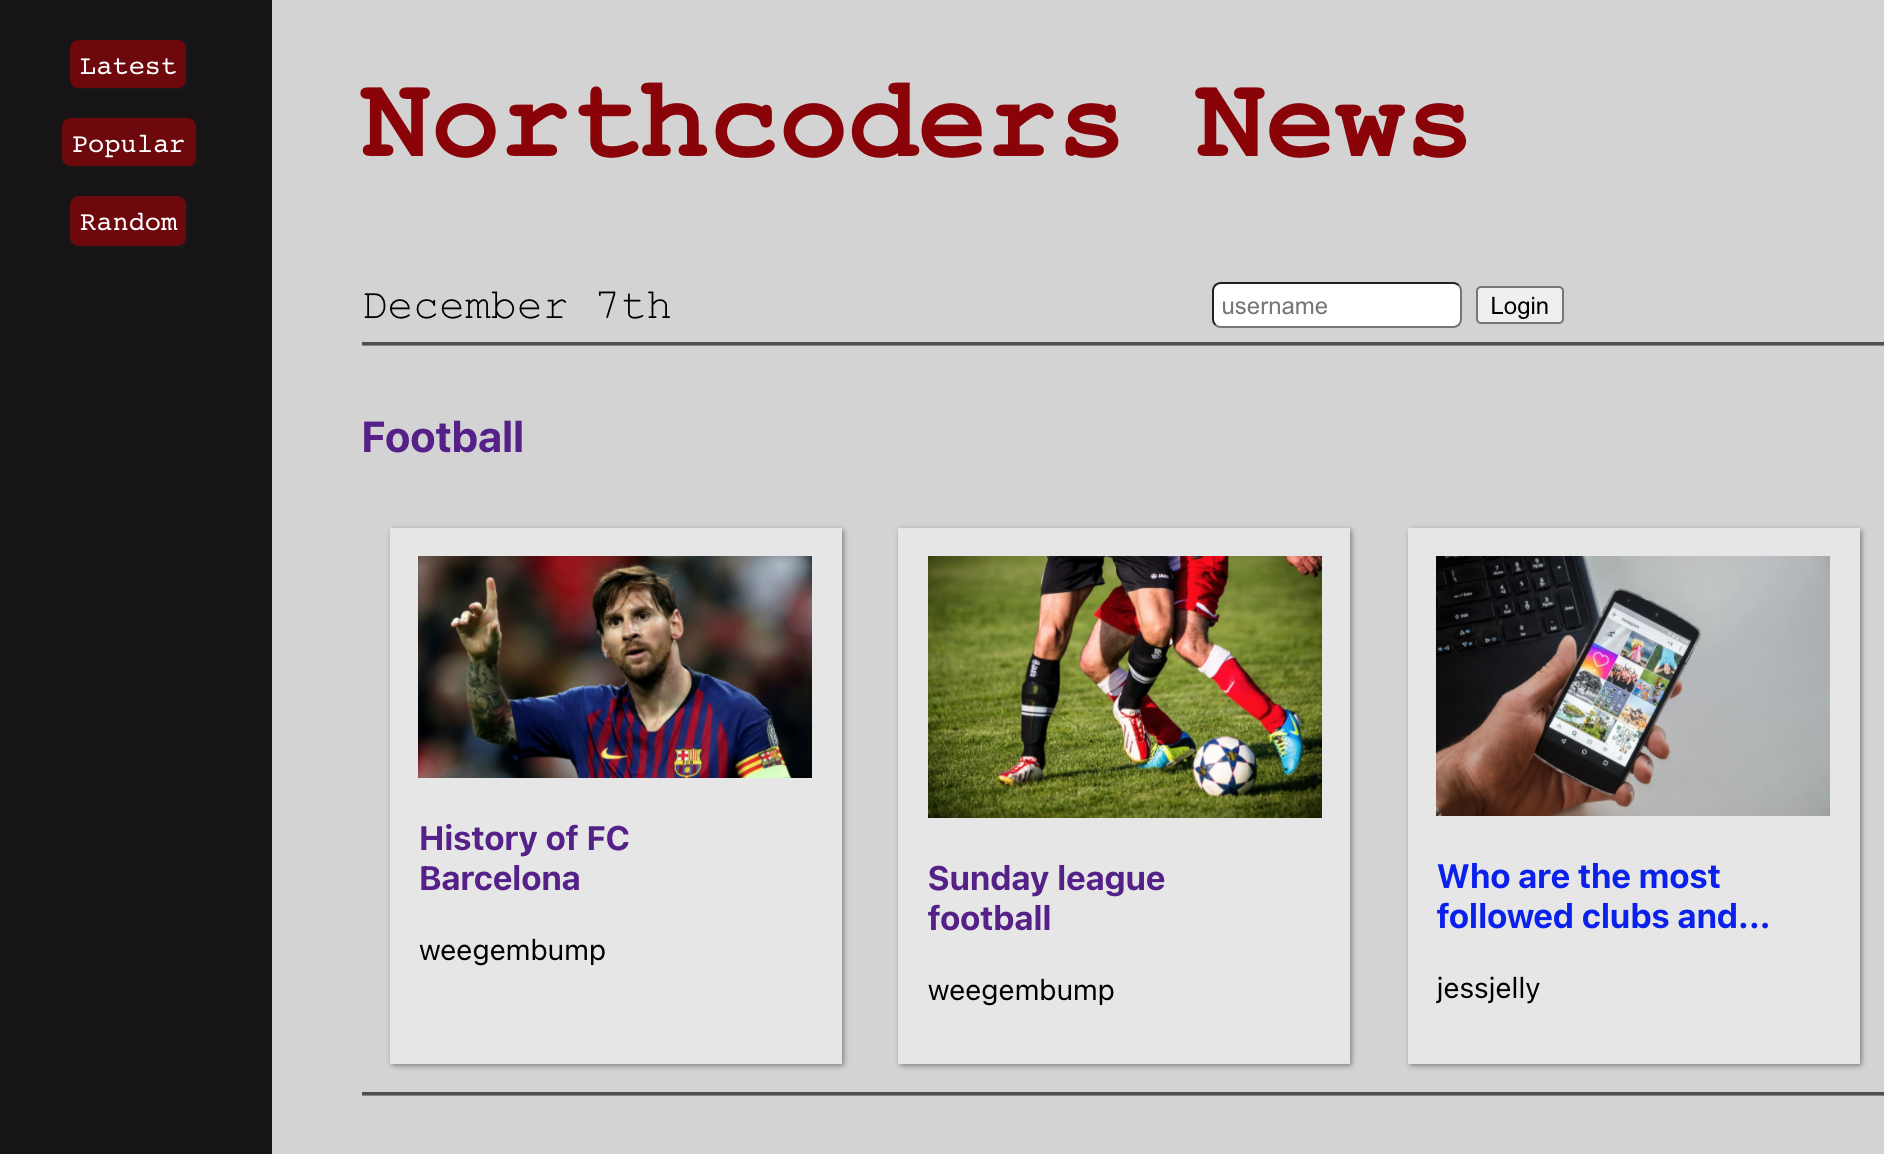 Latest
Popular
Random
Northcoders News
December 7th
username
Login
Football
History of FC
Barcelona
weegembump
Sunday league
football
weegembump
Who are the most
followed clubs and...
jessjelly